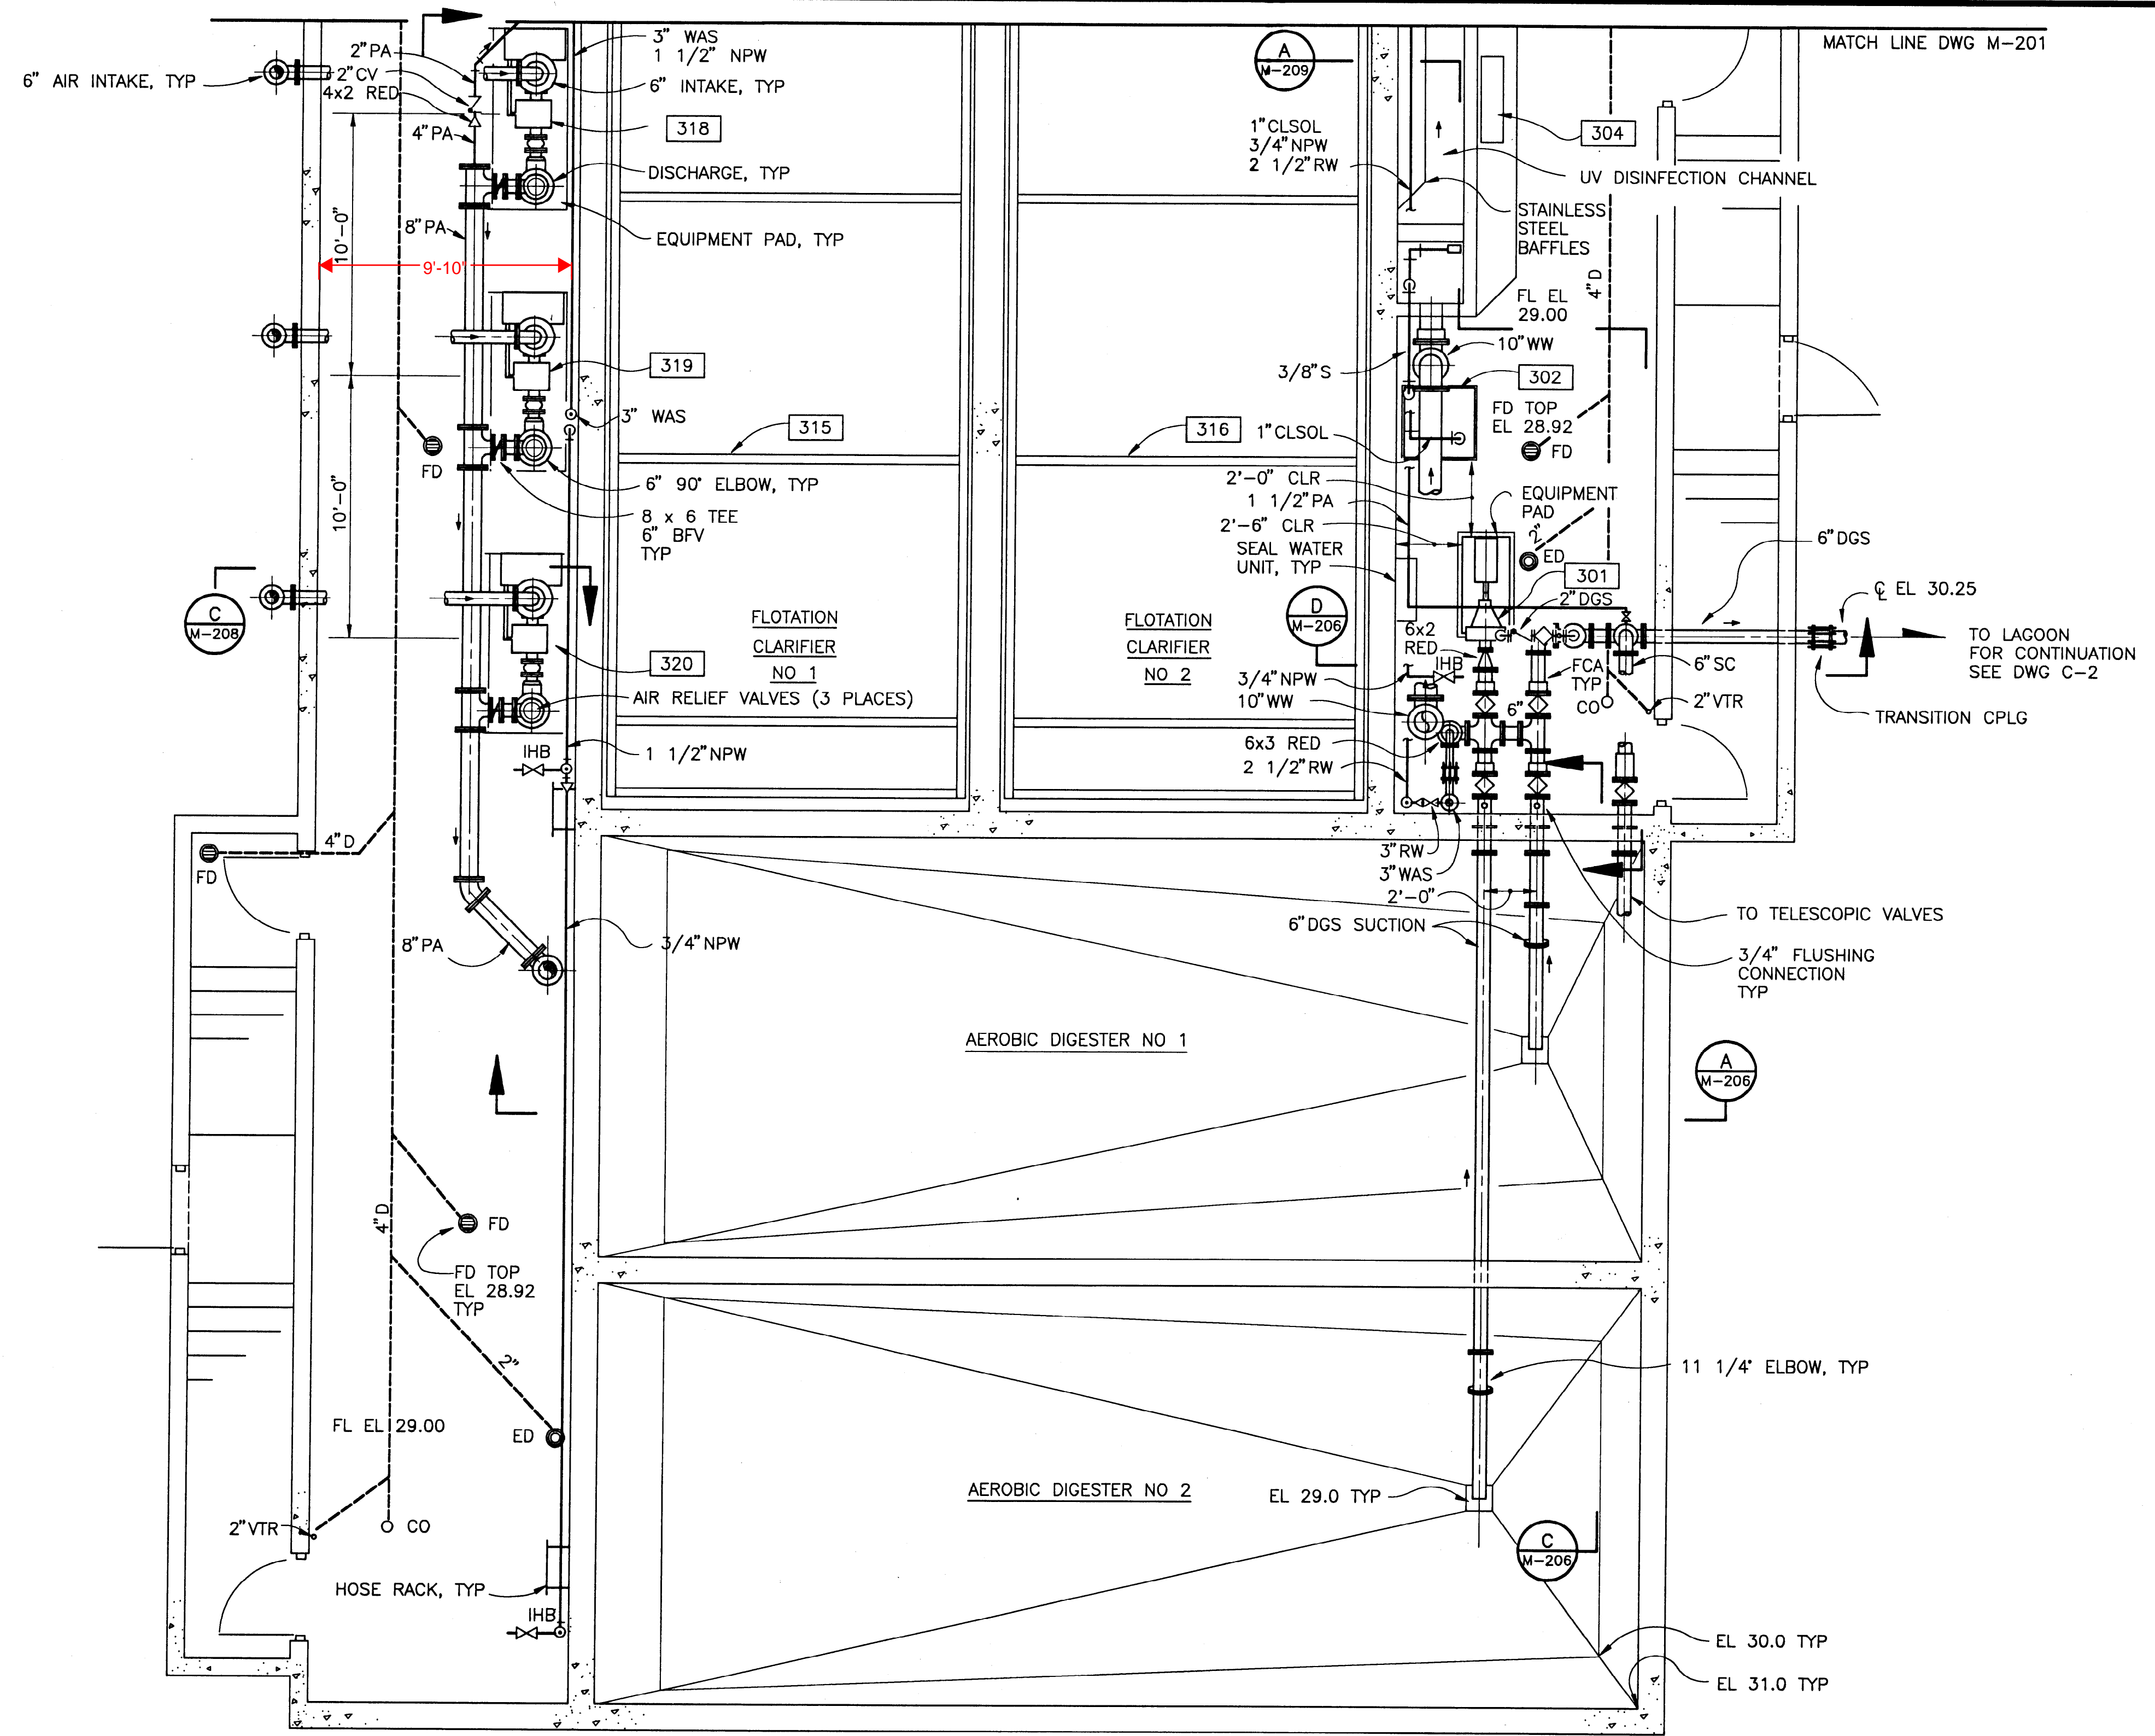 MATCH LINE DWG M-201
6" AIR INTAKE, TYP
2"PA
2"CV
4x2 RED
4"PA
3" WAS
1 1/2" NPW
6" INTAKE, TYP
318
DISCHARGE, TYP
8"PA
EQUIPMENT PAD, TYP
10'-0"
9'-10'
319
3" WAS
FD
10'-0"
6" 90° ELBOW, TYP
8 x 6 TEE
6" BFV
TYP
C
M-208
320
AIR RELIEF VALVES (3 PLACES)
IHB
1 1/2"NPW
4"D
FD
8"PA
3/4"NPW
4"D
FD
FD TOP
EL 28.92
TYP
2"
FL EL 29.00
ED
2"VTR
CO
HOSE RACK, TYP
IHB
315
FLOTATION
CLARIFIER
NO 1
316
FLOTATION
CLARIFIER
NO 2
A
M-209
1"CLSOL
3/4"NPW
2 1/2"RW
304
UV DISINFECTION CHANNEL
STAINLESS
STEEL
BAFFLES
4"D
FL EL
29.00
10"WW
3/8"S
302
FD TOP
EL 28.92
FD
1"CLSOL
2'-0" CLR
1 1/2"PA
2'-6" CLR
SEAL WATER
UNIT, TYP
EQUIPMENT
PAD
2"
ED
301
2"DGS
6"DGS
℄ EL 30.25
TO LAGOON
FOR CONTINUATION
SEE DWG C-2
D
M-206
6x2
RED
IHB
3/4"NPW
10"WW
FCA
TYP
6"SC
CO
2"VTR
TRANSITION CPLG
6"
6x3 RED
2 1/2"RW
3"RW
3"WAS
2'-0"
6"DGS SUCTION
TO TELESCOPIC VALVES
3/4" FLUSHING
CONNECTION
TYP
AEROBIC DIGESTER NO 1
A
M-206
11 1/4° ELBOW, TYP
AEROBIC DIGESTER NO 2
EL 29.0 TYP
C
M-206
EL 30.0 TYP
EL 31.0 TYP